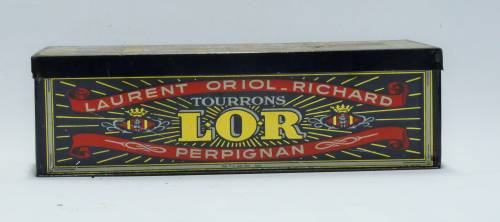 LAURENT ORIOL-RICHARD
TOURRONS
LOR
PERPIGNAN